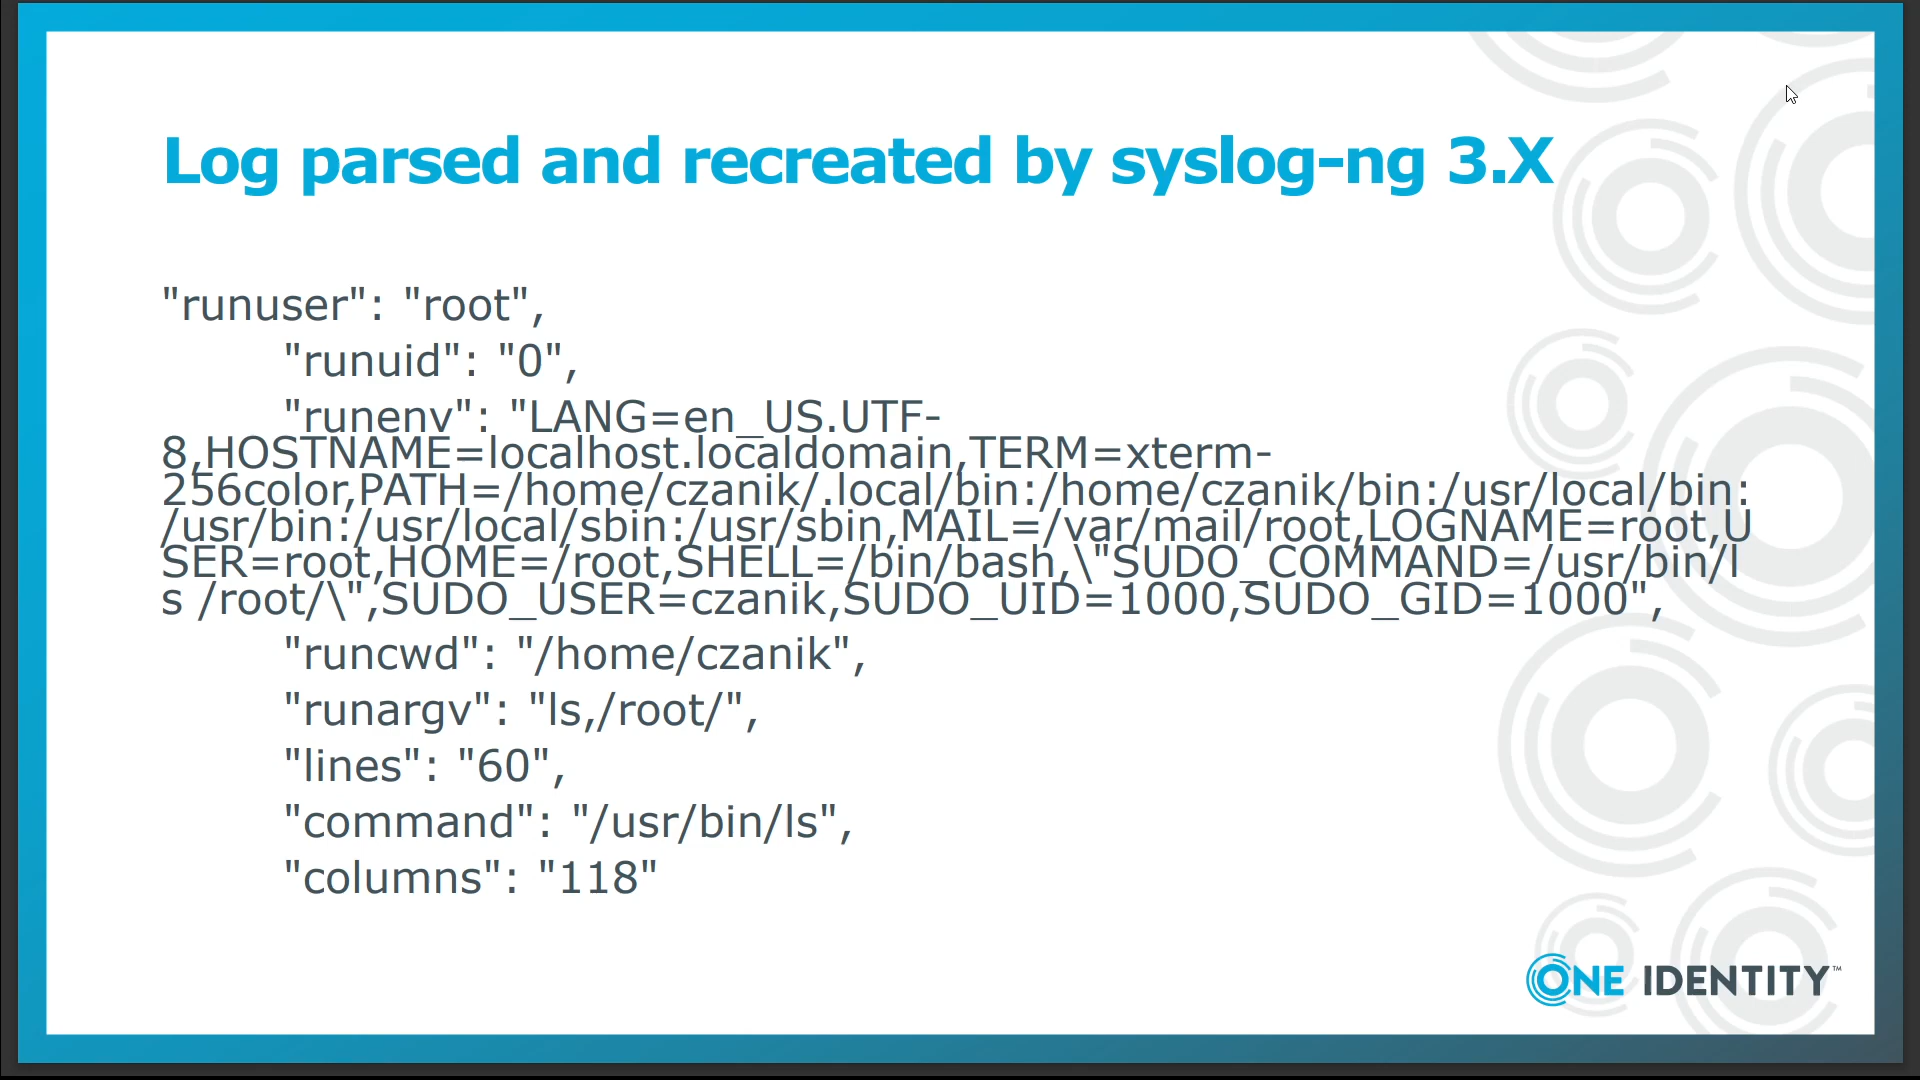 Log parsed and recreated by syslog-ng 3.X
"runuser": "root",
"runuid": "0",
"runenv": "LANG=en_US.UTF-
8,HOSTNAME=localhost.localdomain,TERM=xterm-
256color,PATH=/home/czanik/.local/bin:/home/czanik/bin:/usr/local/bin:
/usr/bin:/usr/local/sbin:/usr/sbin,MAIL=/var/mail/root,LOGNAME=root,U
SER=root,HOME=/root,SHELL=/bin/bash,\"SUDO_COMMAND=/usr/bin/l
s /root/\",SUDO_USER=czanik,SUDO_UID=1000,SUDO_GID=1000",
"runcwd": "/home/czanik",
"runargv": "ls,/root/",
"lines": "60",
"command": "/usr/bin/ls",
"columns": "118"
ONE IDENTITY™